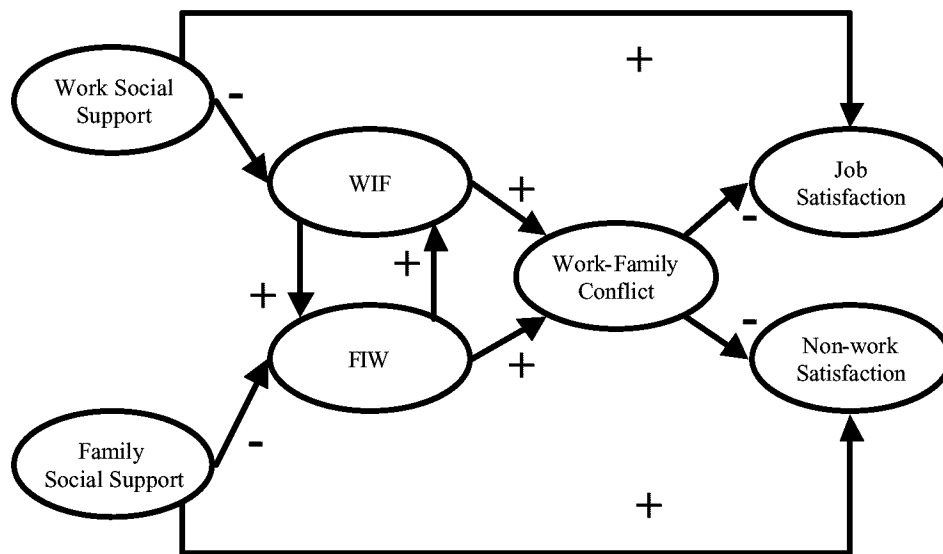 Work Social
Support
-
+
WIF
+
Job
Satisfaction
-
+
+
Work-Family
Conflict
FIW
+
-
Non-work
Satisfaction
-
Family
Social Support
+